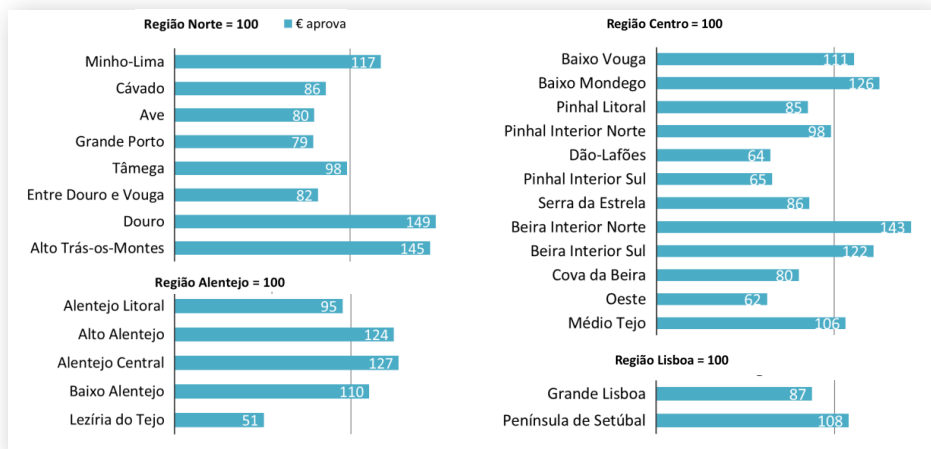 Região Norte = 100
€ aprova
Minho-Lima 117
Cávado 86
Ave 80
Grande Porto 79
Tâmega 98
Entre Douro e Vouga 82
Douro 149
Alto Trás-os-Montes 145
Região Alentejo = 100
Alentejo Litoral 95
Alto Alentejo 124
Alentejo Central 127
Baixo Alentejo 110
Lezíria do Tejo 51
Região Centro = 100
Baixo Vouga 111
Baixo Mondego 126
Pinhal Litoral 85
Pinhal Interior Norte 98
Dão-Lafões 64
Pinhal Interior Sul 65
Serra da Estrela 86
Beira Interior Norte 143
Beira Interior Sul 122
Cova da Beira 80
Oeste 62
Médio Tejo 106
Região Lisboa = 100
Grande Lisboa 87
Península de Setúbal 108